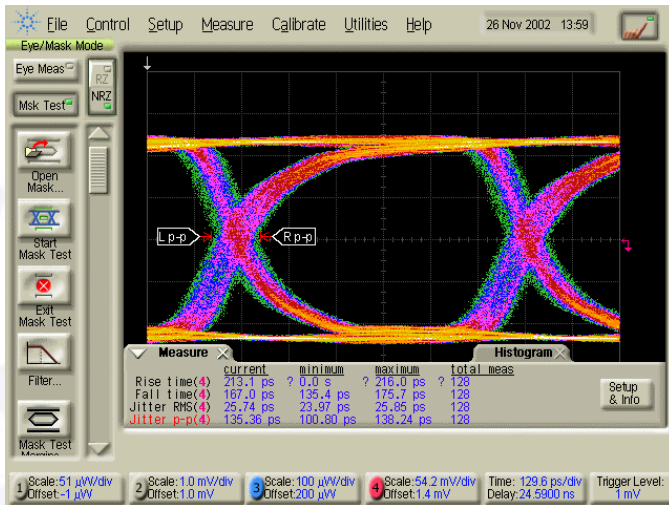 File Control Setup Measure Calibrate Utilities Help 26 Nov 2002 13:59
Eye/Mask Mode
Eye Meas
RZ
NRZ
Msk Test
Open
Mask...
Start
Mask Test
Exit
Mask Test
Filter...
Mask Test
L p-p
R p-p
Measure
Histogram
current minimum maximum total meas
Rise time(4) 213.1 ps ? 0.0 s ? 216.0 ps ? 128
Fall time(4) 167.0 ps 135.4 ps 175.7 ps 128
Jitter RMS(4) 25.74 ps 23.97 ps 25.85 ps 128
Jitter p-p(4) 135.36 ps 100.80 ps 138.24 ps 128
Setup
& Info
1 Scale:51 µW/div
Offset:-1 µW
2 Scale:1.0 mV/div
Offset:1.0 mV
3 Scale:100 µW/div
Offset:200 µW
4 Scale:54.2 mV/div
Offset:1.4 mV
Time: 129.6 ps/div
Delay:24.5900 ns
Trigger Level:
1 mV